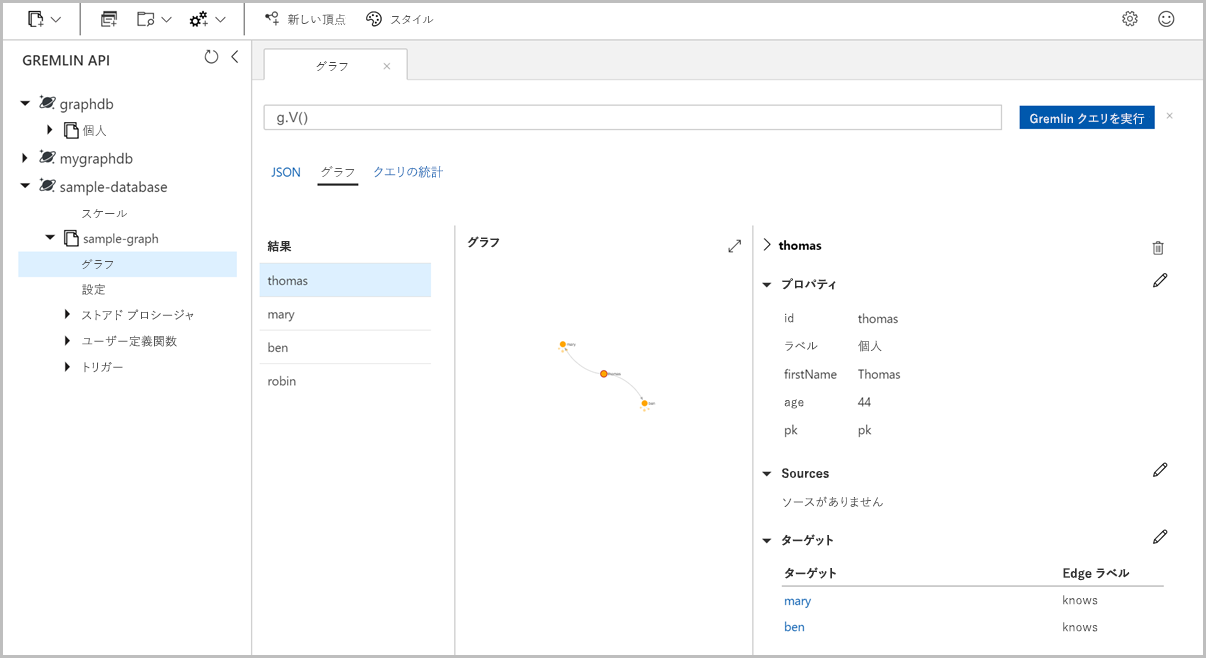 新しい頂点 スタイル
GREMLIN API
graphdb
個人
mygraphdb
sample-database
スケール
sample-graph
グラフ
設定
ストアド プロシージャ
ユーザー定義関数
トリガー
グラフ ×
g.V() Gremlin クエリを実行 ×
JSON グラフ クエリの統計
結果
thomas
mary
ben
robin
グラフ
mary
thomas
ben
thomas
プロパティ
id thomas
ラベル 個人
firstName Thomas
age 44
pk pk
Sources
ソースがありません
ターゲット
ターゲット Edge ラベル
mary knows
ben knows